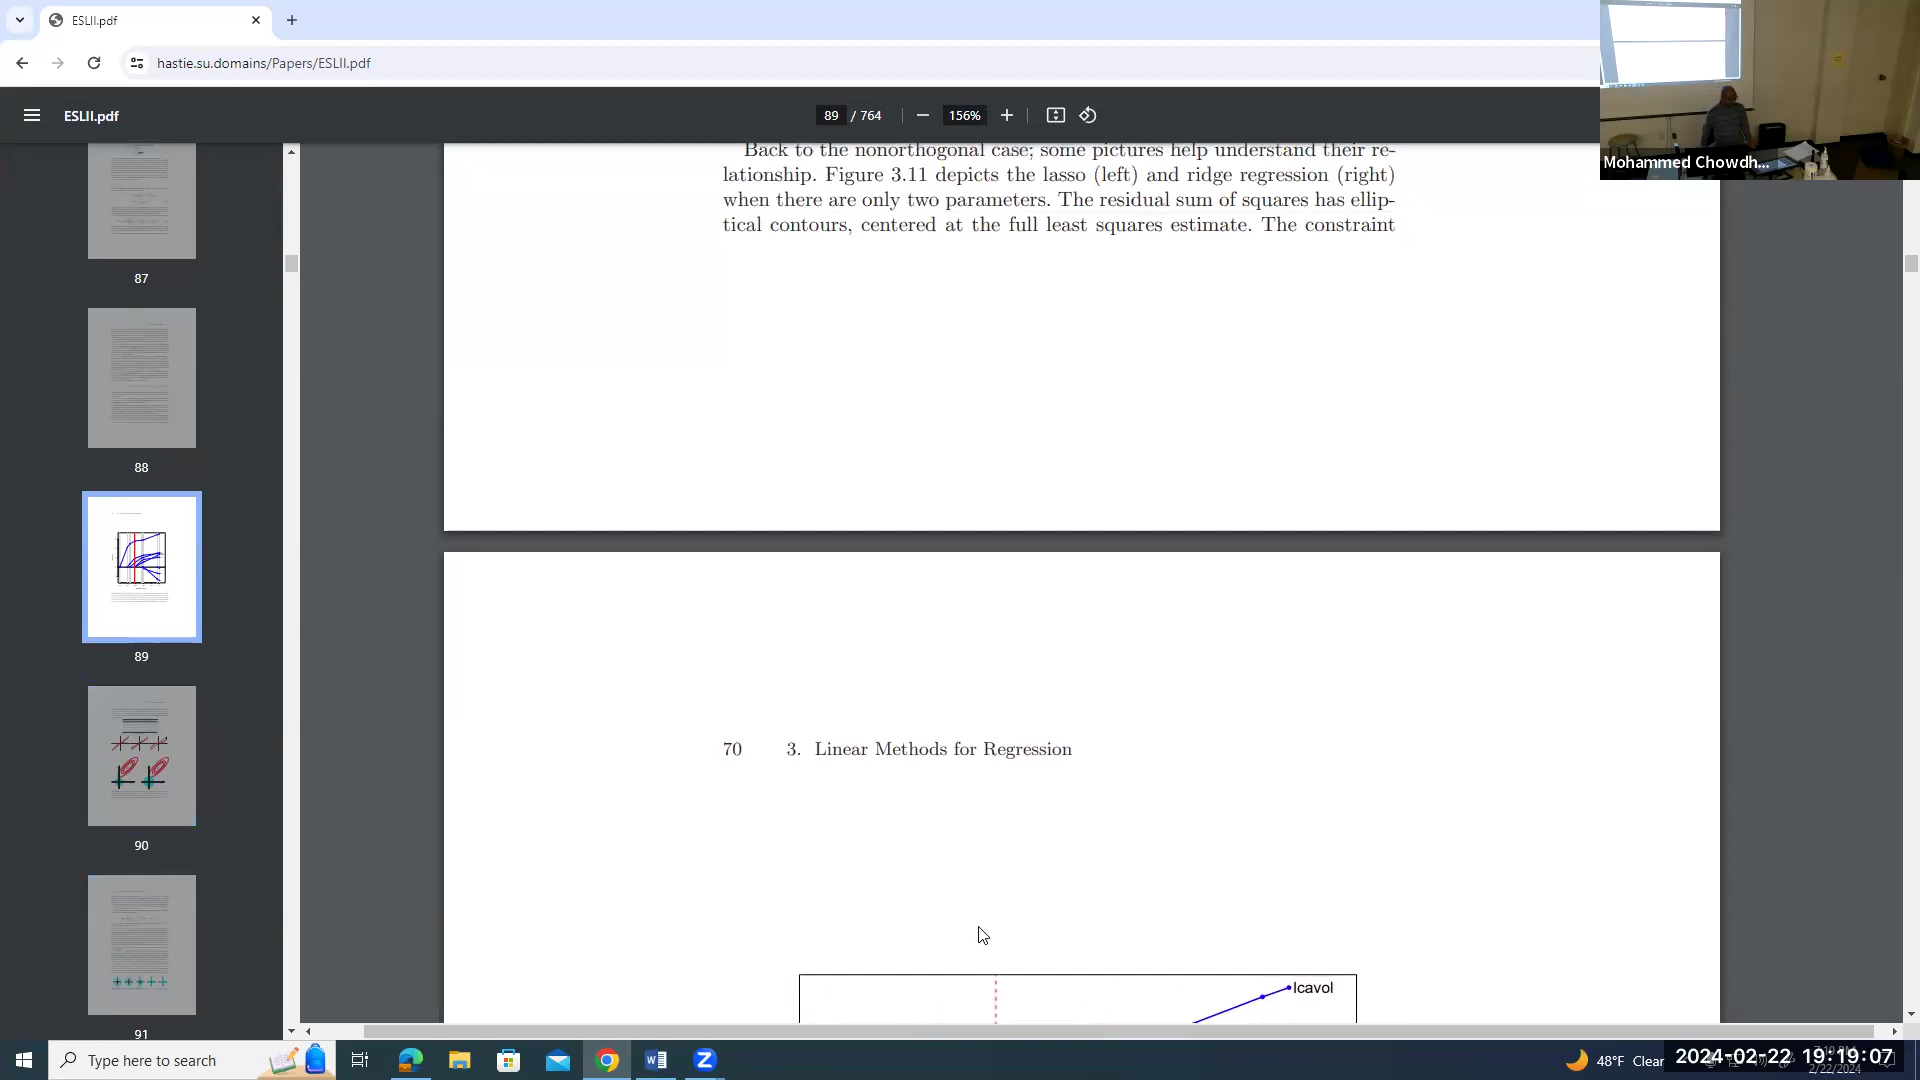 ESLII.pdf
hastie.su.domains/Papers/ESLII.pdf
ESLII.pdf
89 / 764
156%
Mohammed Chowdh...
87
88
89
90
91
Back to the nonorthogonal case; some pictures help understand their re-
lationship. Figure 3.11 depicts the lasso (left) and ridge regression (right)
when there are only two parameters. The residual sum of squares has ellip-
tical contours, centered at the full least squares estimate. The constraint
70 3. Linear Methods for Regression
lcavol
Type here to search
48°F Clear
2024-02-22 19:19:07
2/22/2024